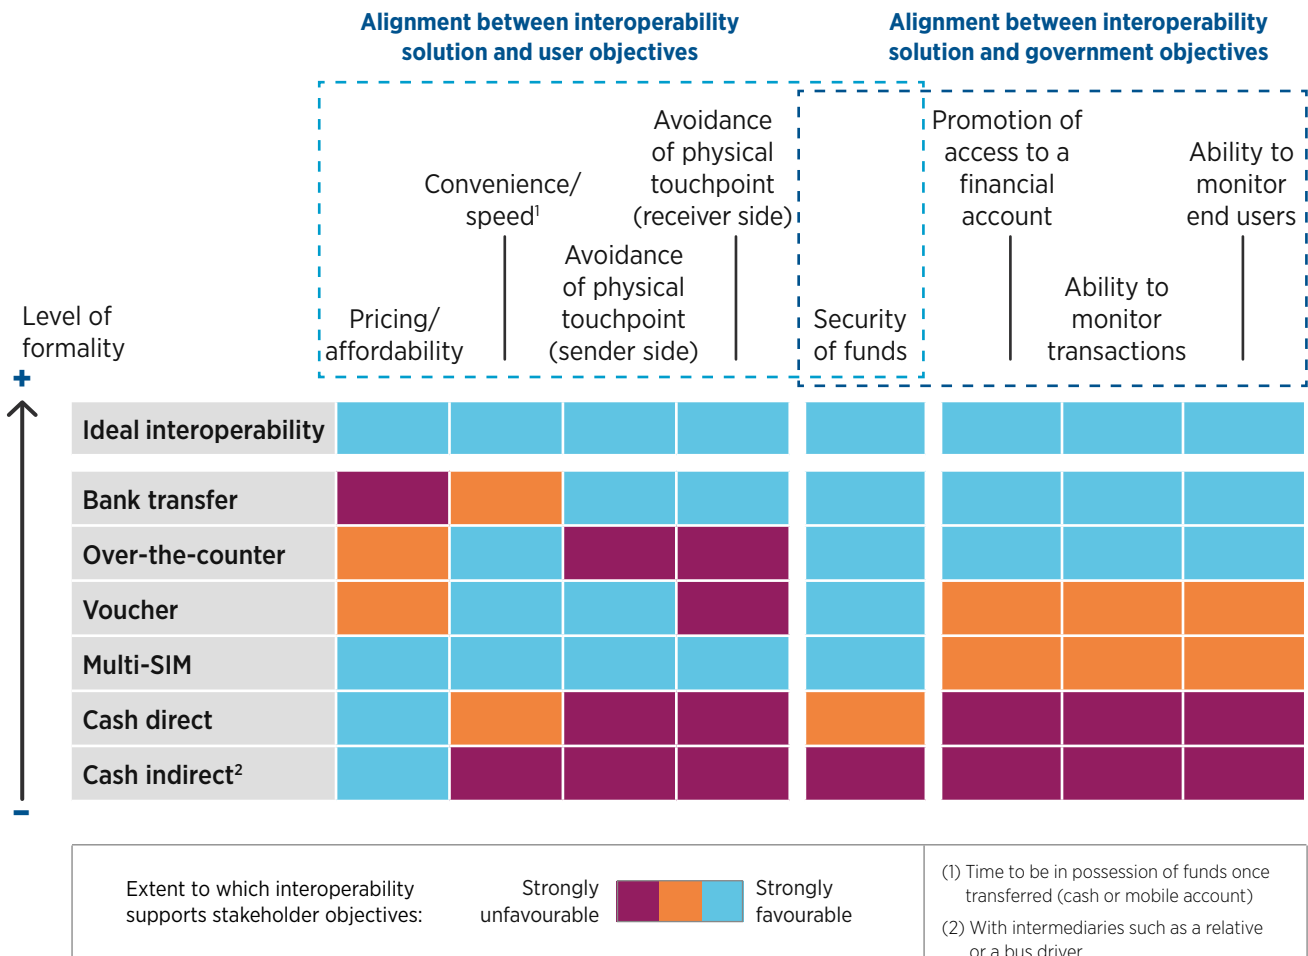 Alignment between interoperability
solution and user objectives
Alignment between interoperability
solution and government objectives
Pricing/
affordability
Convenience/
speed1
Avoidance
of physical
touchpoint
(sender side)
Avoidance
of physical
touchpoint
(receiver side)
Security
of funds
Promotion of
access to a
financial
account
Ability to
monitor
transactions
Ability to
monitor
end users
Level of
formality
+
Ideal interoperability
Bank transfer
Over-the-counter
Voucher
Multi-SIM
Cash direct
Cash indirect2
–
Extent to which interoperability
supports stakeholder objectives:
Strongly
unfavourable
Strongly
favourable
(1) Time to be in possession of funds once
transferred (cash or mobile account)
(2) With intermediaries such as a relative
or a bus driver